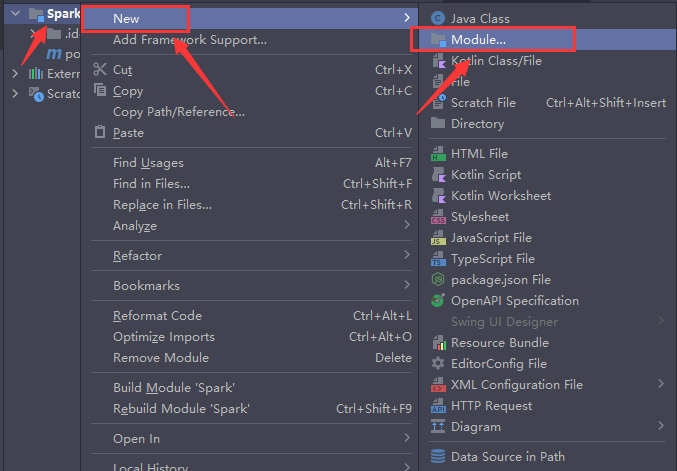 Spark
.id
po
Extern
Scratc
New
Add Framework Support...
Cut Ctrl+X
Copy Ctrl+C
Copy Path/Reference...
Paste Ctrl+V
Find Usages Alt+F7
Find in Files... Ctrl+Shift+F
Replace in Files... Ctrl+Shift+R
Analyze
Refactor
Bookmarks
Reformat Code Ctrl+Alt+L
Optimize Imports Ctrl+Alt+O
Remove Module Delete
Build Module 'Spark'
Rebuild Module 'Spark' Ctrl+Shift+F9
Open In
Local History
Java Class
Module...
Kotlin Class/File
File
Scratch File Ctrl+Alt+Shift+Insert
Directory
HTML File
Kotlin Script
Kotlin Worksheet
Stylesheet
JavaScript File
TypeScript File
package.json File
OpenAPI Specification
Swing UI Designer
Resource Bundle
EditorConfig File
XML Configuration File
HTTP Request
Diagram
Data Source in Path